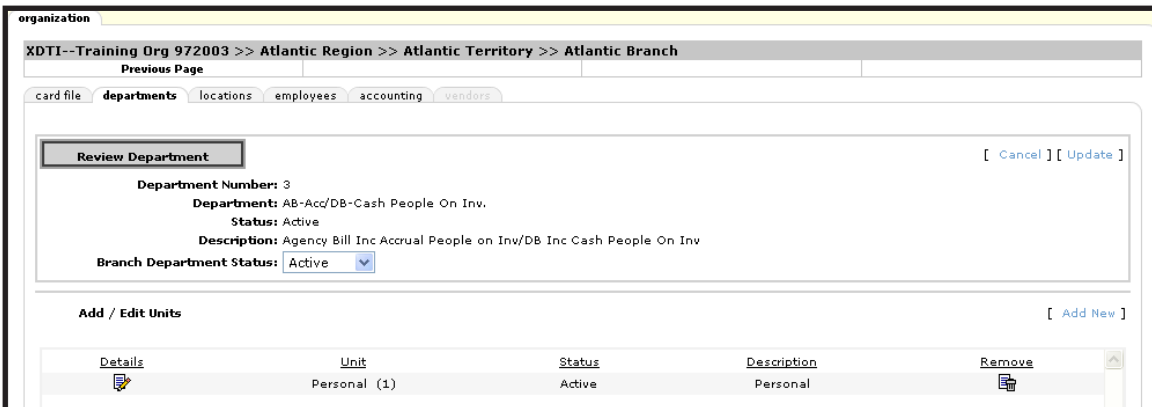 organization
XDTI--Training Org 972003 >> Atlantic Region >> Atlantic Territory >> Atlantic Branch
Previous Page
card file departments locations employees accounting vendors
Review Department [ Cancel ] [ Update ]
Department Number: 3
Department: AB-Acc/DB-Cash People On Inv.
Status: Active
Description: Agency Bill Inc Accrual People on Inv/DB Inc Cash People On Inv
Branch Department Status: Active
Add / Edit Units [ Add New ]
Details Unit Status Description Remove
Personal (1) Active Personal